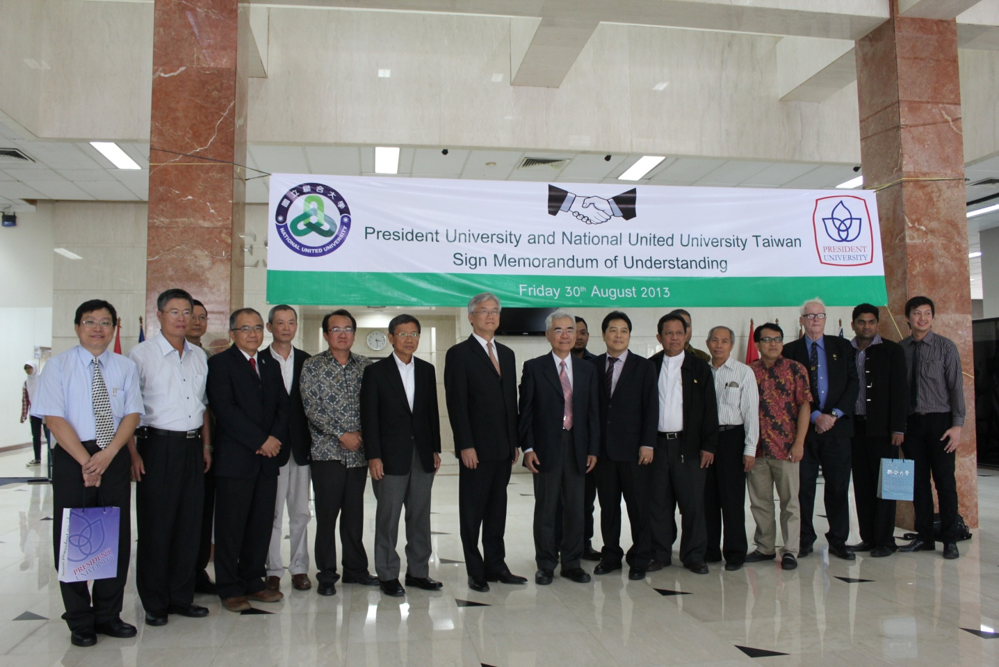 國立聯合大學
NATIONAL UNITED UNIVERSITY
President University and National United University Taiwan
Sign Memorandum of Understanding
Friday 30th August 2013
PRESIDENT
UNIVERSITY
PRESIDENT
UNIVERSITY
聯合大學